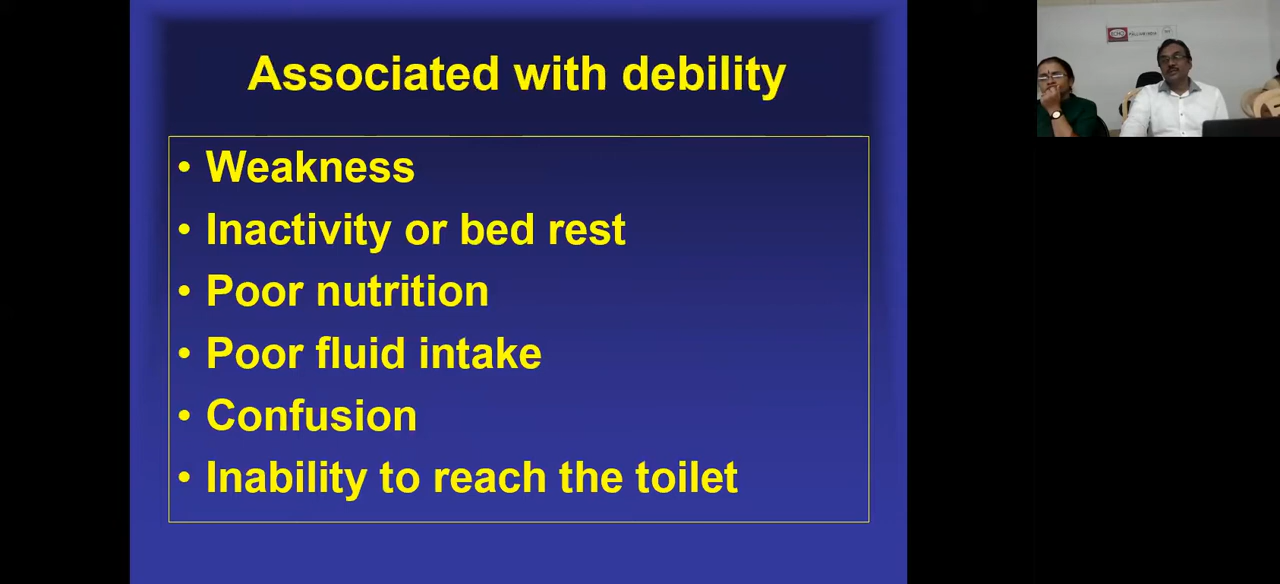 Associated with debility
• Weakness
• Inactivity or bed rest
• Poor nutrition
• Poor fluid intake
• Confusion
• Inability to reach the toilet